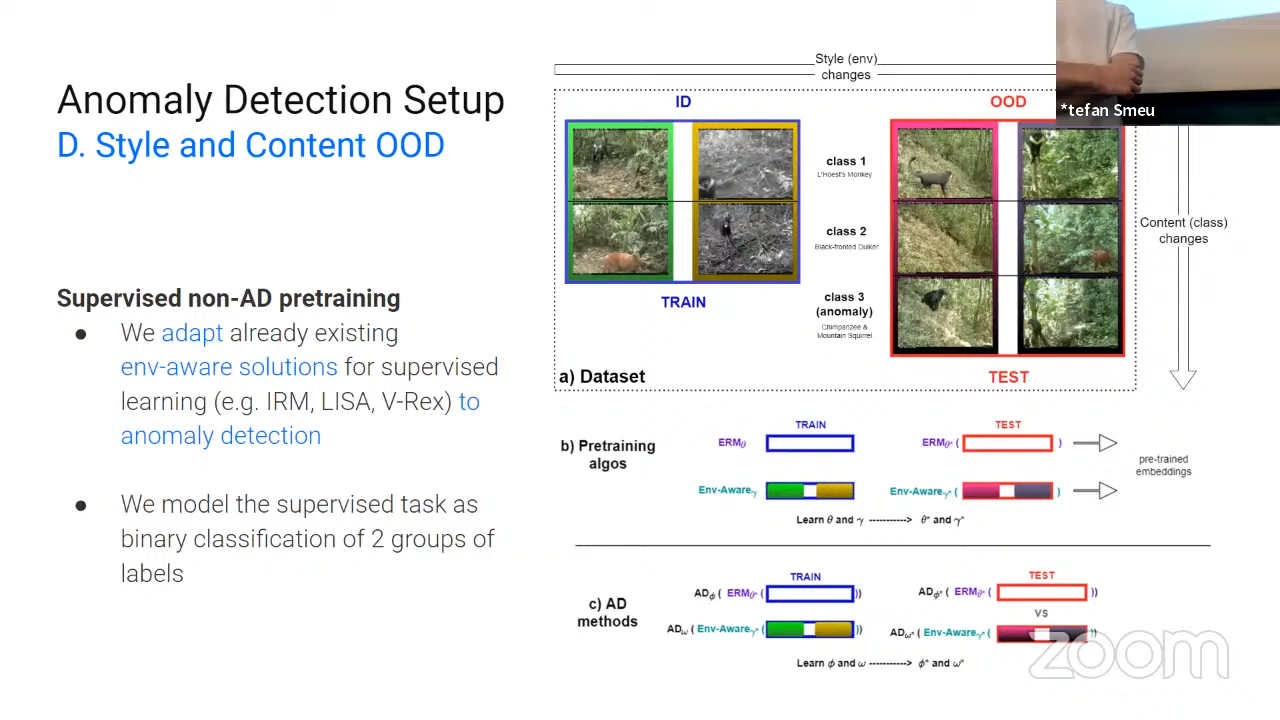 Anomaly Detection Setup
D. Style and Content OOD
Supervised non-AD pretraining
● We adapt already existing
env-aware solutions for supervised
learning (e.g. IRM, LISA, V-Rex) to
anomaly detection
● We model the supervised task as
binary classification of 2 groups of
labels
Style (env)
changes
ID
OOD
*tefan Smeu
class 1
L'Hoest's Monkey
class 2
Black-fronted Duiker
class 3
(anomaly)
Chimpanzee &
Mountain Squirrel
Content (class)
changes
TRAIN
a) Dataset
TEST
b) Pretraining
algos
TRAIN
TEST
ERMθ
ERMθ* ( )
Env-Awareγ
Env-Awareγ* ( )
pre-trained
embeddings
Learn θ and γ -----------> θ* and γ*
c) AD
methods
TRAIN
TEST
ADϕ ( ERMθ* ( ))
ADϕ* ( ERMθ* ( ))
VS
ADω ( Env-Awareγ* ( ))
ADω* ( Env-Awareγ* ( ))
Learn ϕ and ω -----------> ϕ* and ω*
zoom